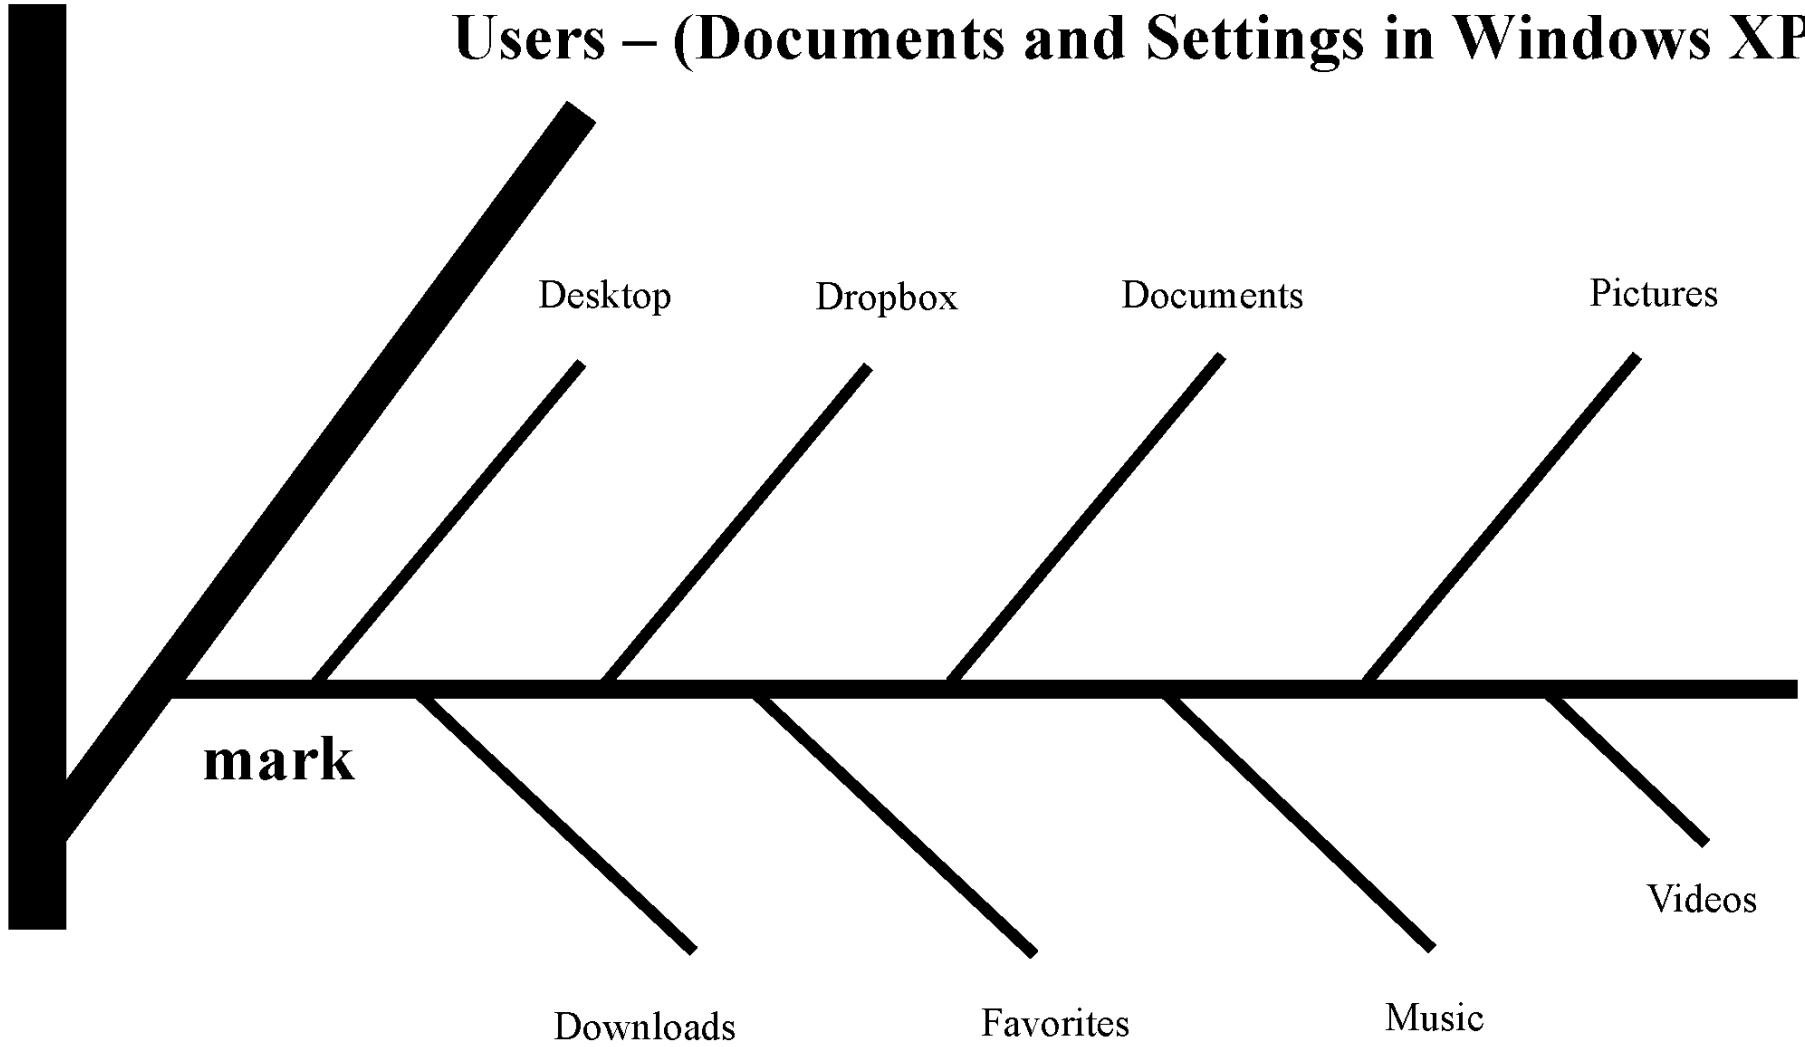 Users – (Documents and Settings in Windows XP
Desktop
Dropbox
Documents
Pictures
mark
Videos
Downloads
Favorites
Music